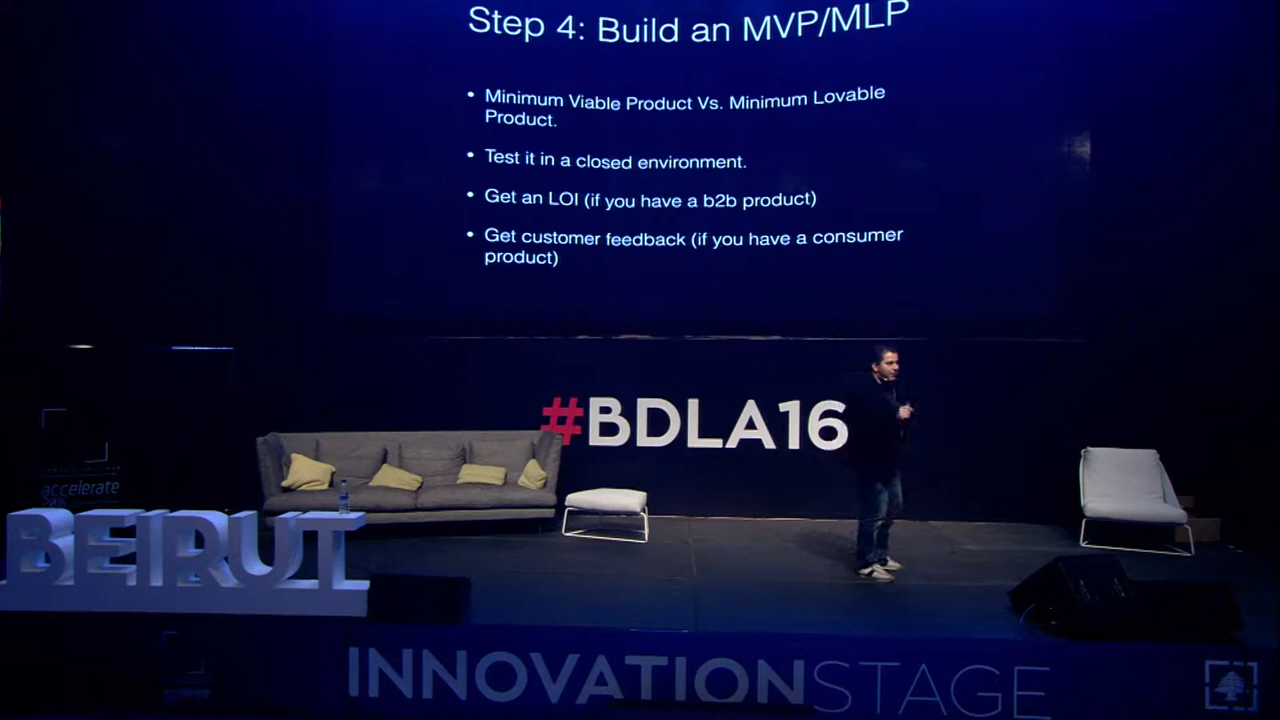 Step 4: Build an MVP/MLP
• Minimum Viable Product Vs. Minimum Lovable
Product.
• Test it in a closed environment.
• Get an LOI (if you have a b2b product)
• Get customer feedback (if you have a consumer
product)
#BDLA16
accelerate
BEIRUT
INNOVATIONSTAGE